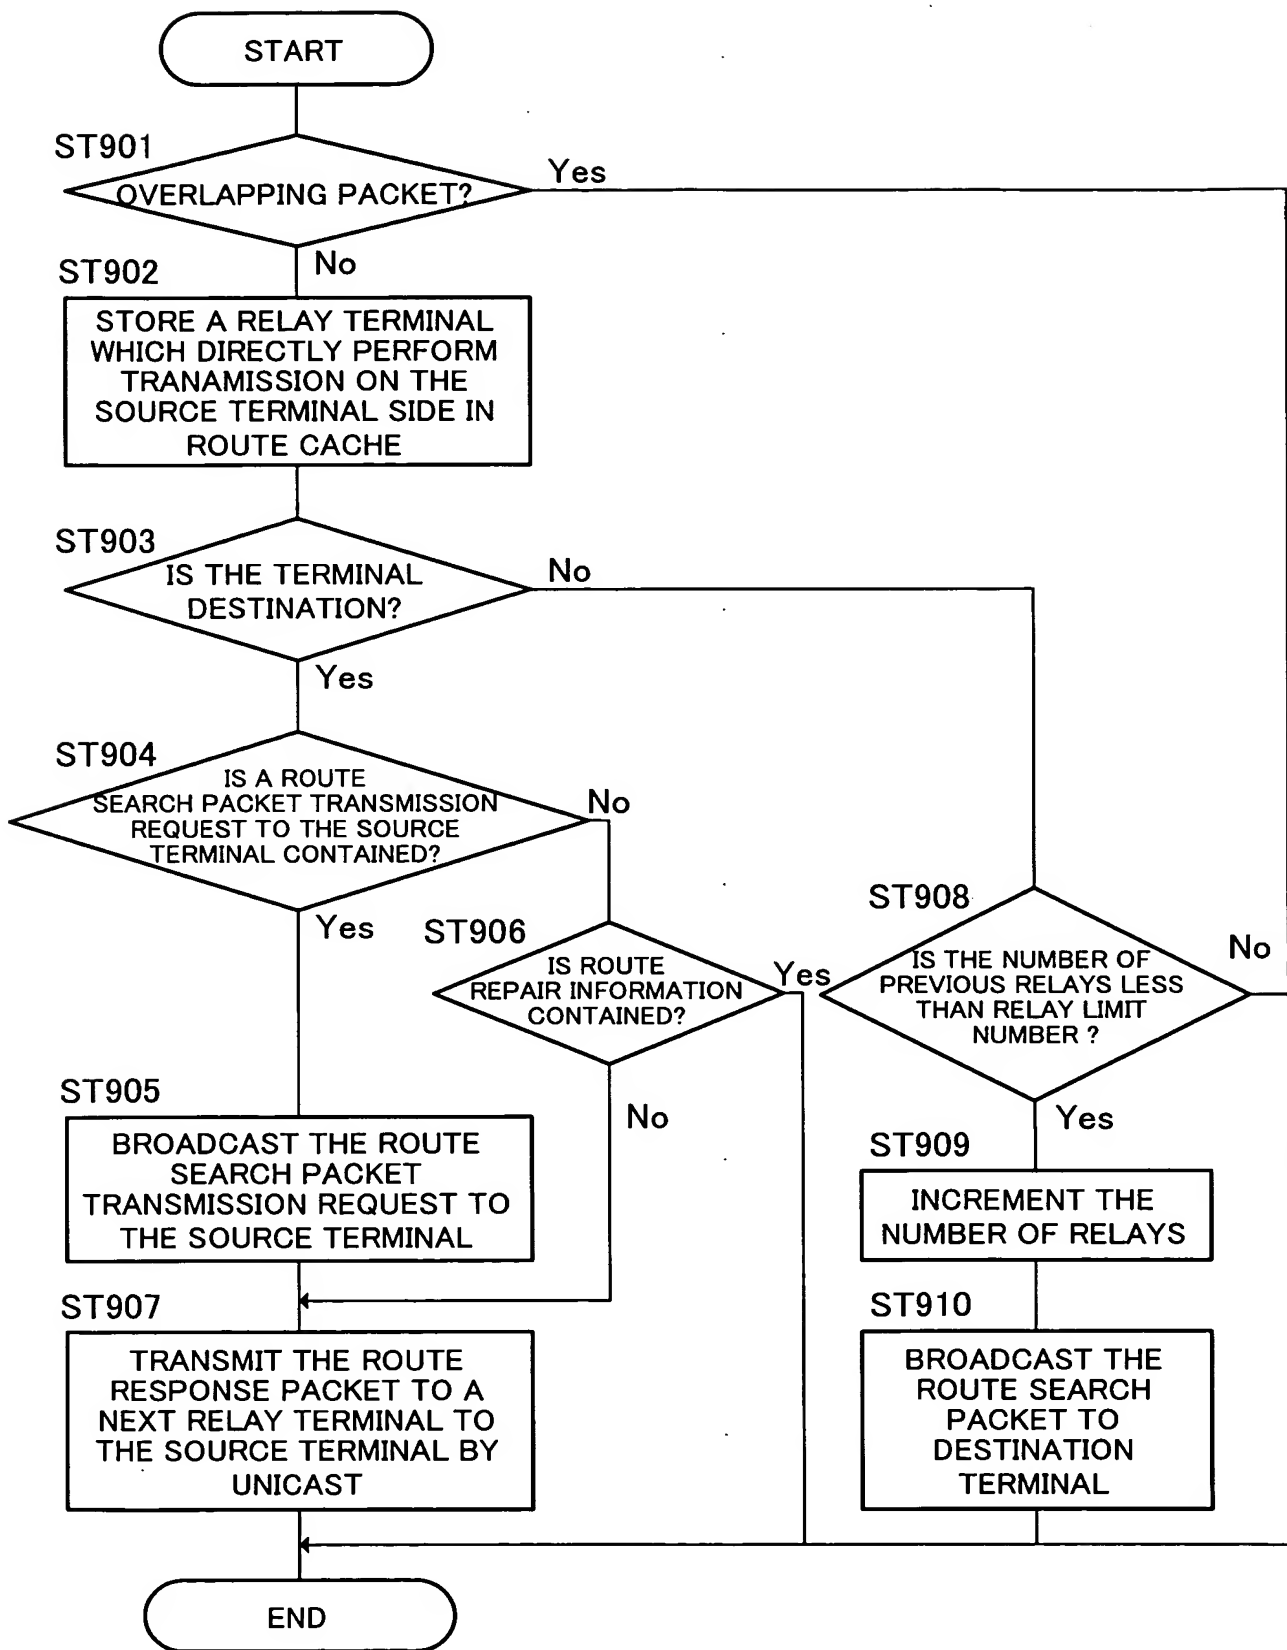 START
ST901
OVERLAPPING PACKET?
Yes
No
ST902
STORE A RELAY TERMINAL
WHICH DIRECTLY PERFORM
TRANAMISSION ON THE
SOURCE TERMINAL SIDE IN
ROUTE CACHE
ST903
IS THE TERMINAL
DESTINATION?
No
Yes
ST904
IS A ROUTE
SEARCH PACKET TRANSMISSION
REQUEST TO THE SOURCE
TERMINAL CONTAINED?
No
Yes
ST906
IS ROUTE
REPAIR INFORMATION
CONTAINED?
Yes
No
ST908
IS THE NUMBER OF
PREVIOUS RELAYS LESS
THAN RELAY LIMIT
NUMBER ?
No
Yes
ST905
BROADCAST THE ROUTE
SEARCH PACKET
TRANSMISSION REQUEST TO
THE SOURCE TERMINAL
ST909
INCREMENT THE
NUMBER OF RELAYS
ST907
TRANSMIT THE ROUTE
RESPONSE PACKET TO A
NEXT RELAY TERMINAL TO
THE SOURCE TERMINAL BY
UNICAST
ST910
BROADCAST THE
ROUTE SEARCH
PACKET TO
DESTINATION
TERMINAL
END